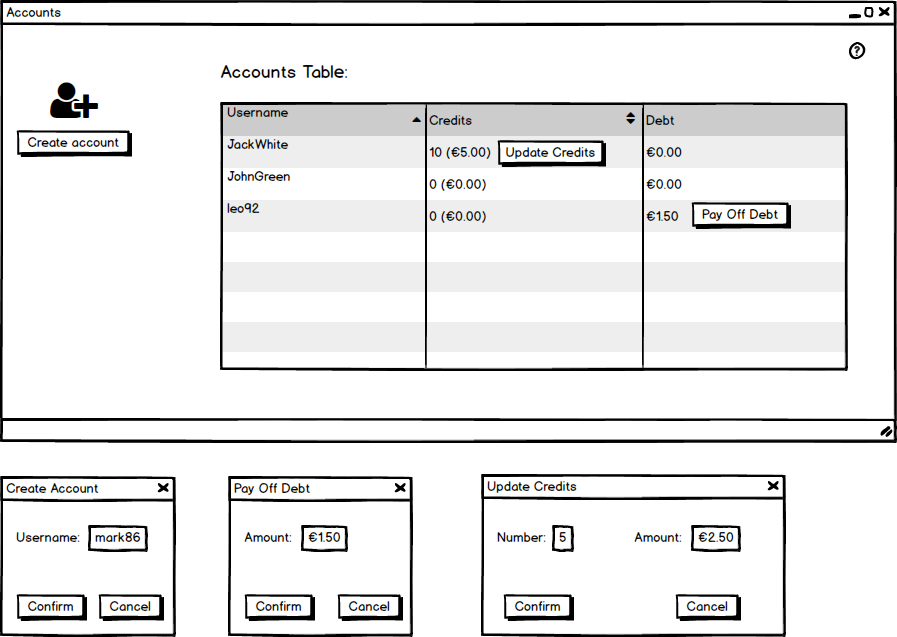 Accounts
?
Accounts Table:
Create account
Username Credits Debt
JackWhite 10 (€5.00) Update Credits €0.00
JohnGreen 0 (€0.00) €0.00
leo92 0 (€0.00) €1.50 Pay Off Debt
Create Account
Username: mark86
Confirm Cancel
Pay Off Debt
Amount: €1.50
Confirm Cancel
Update Credits
Number: 5 Amount: €2.50
Confirm Cancel